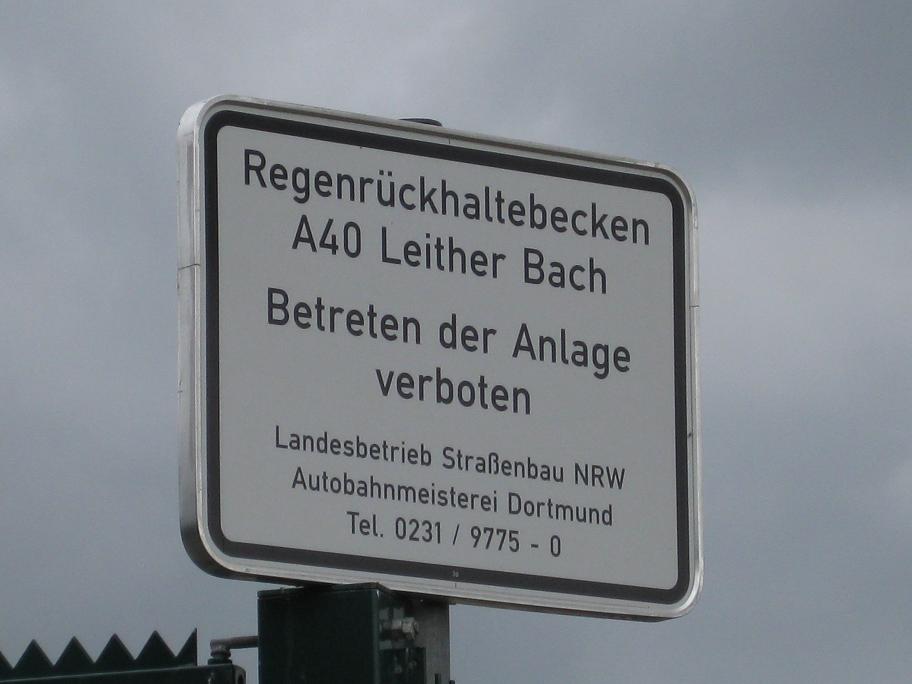 Regenrückhaltebecken
A40 Leither Bach
Betreten der Anlage
verboten
Landesbetrieb Straßenbau NRW
Autobahnmeisterei Dortmund
Tel. 0231 / 9775 - 0